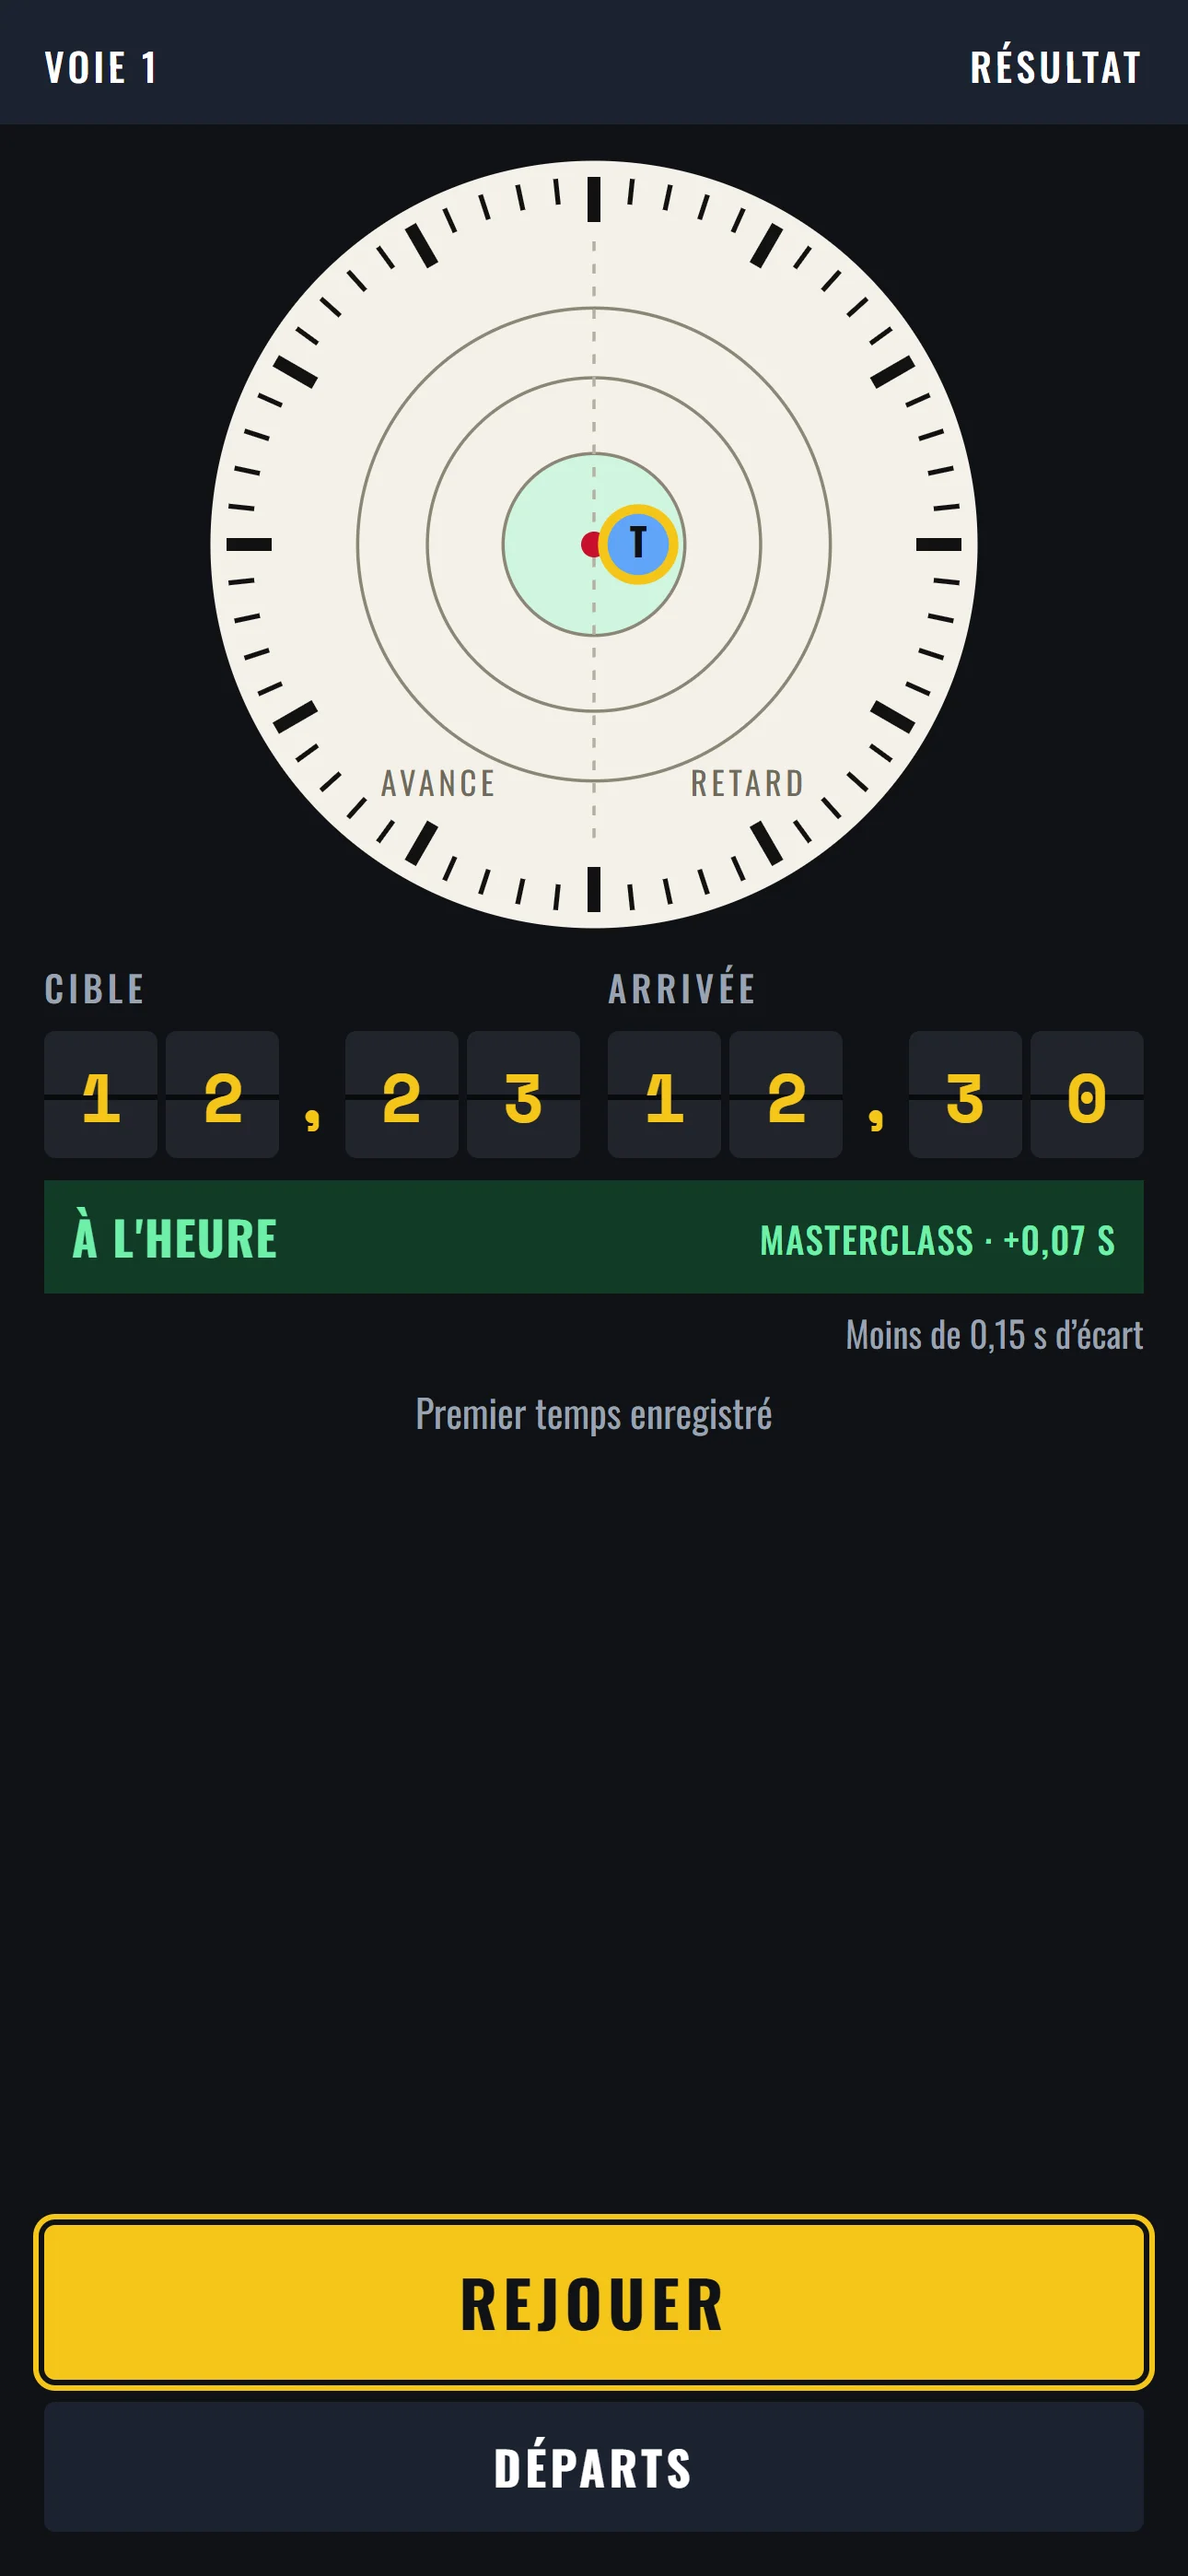 VOIE 1
RÉSULTAT
T
AVANCE
RETARD
CIBLE
ARRIVÉE
12,23
12,30
À L'HEURE
MASTERCLASS · +0,07 S
Moins de 0,15 s d’écart
Premier temps enregistré
REJOUER
DÉPARTS